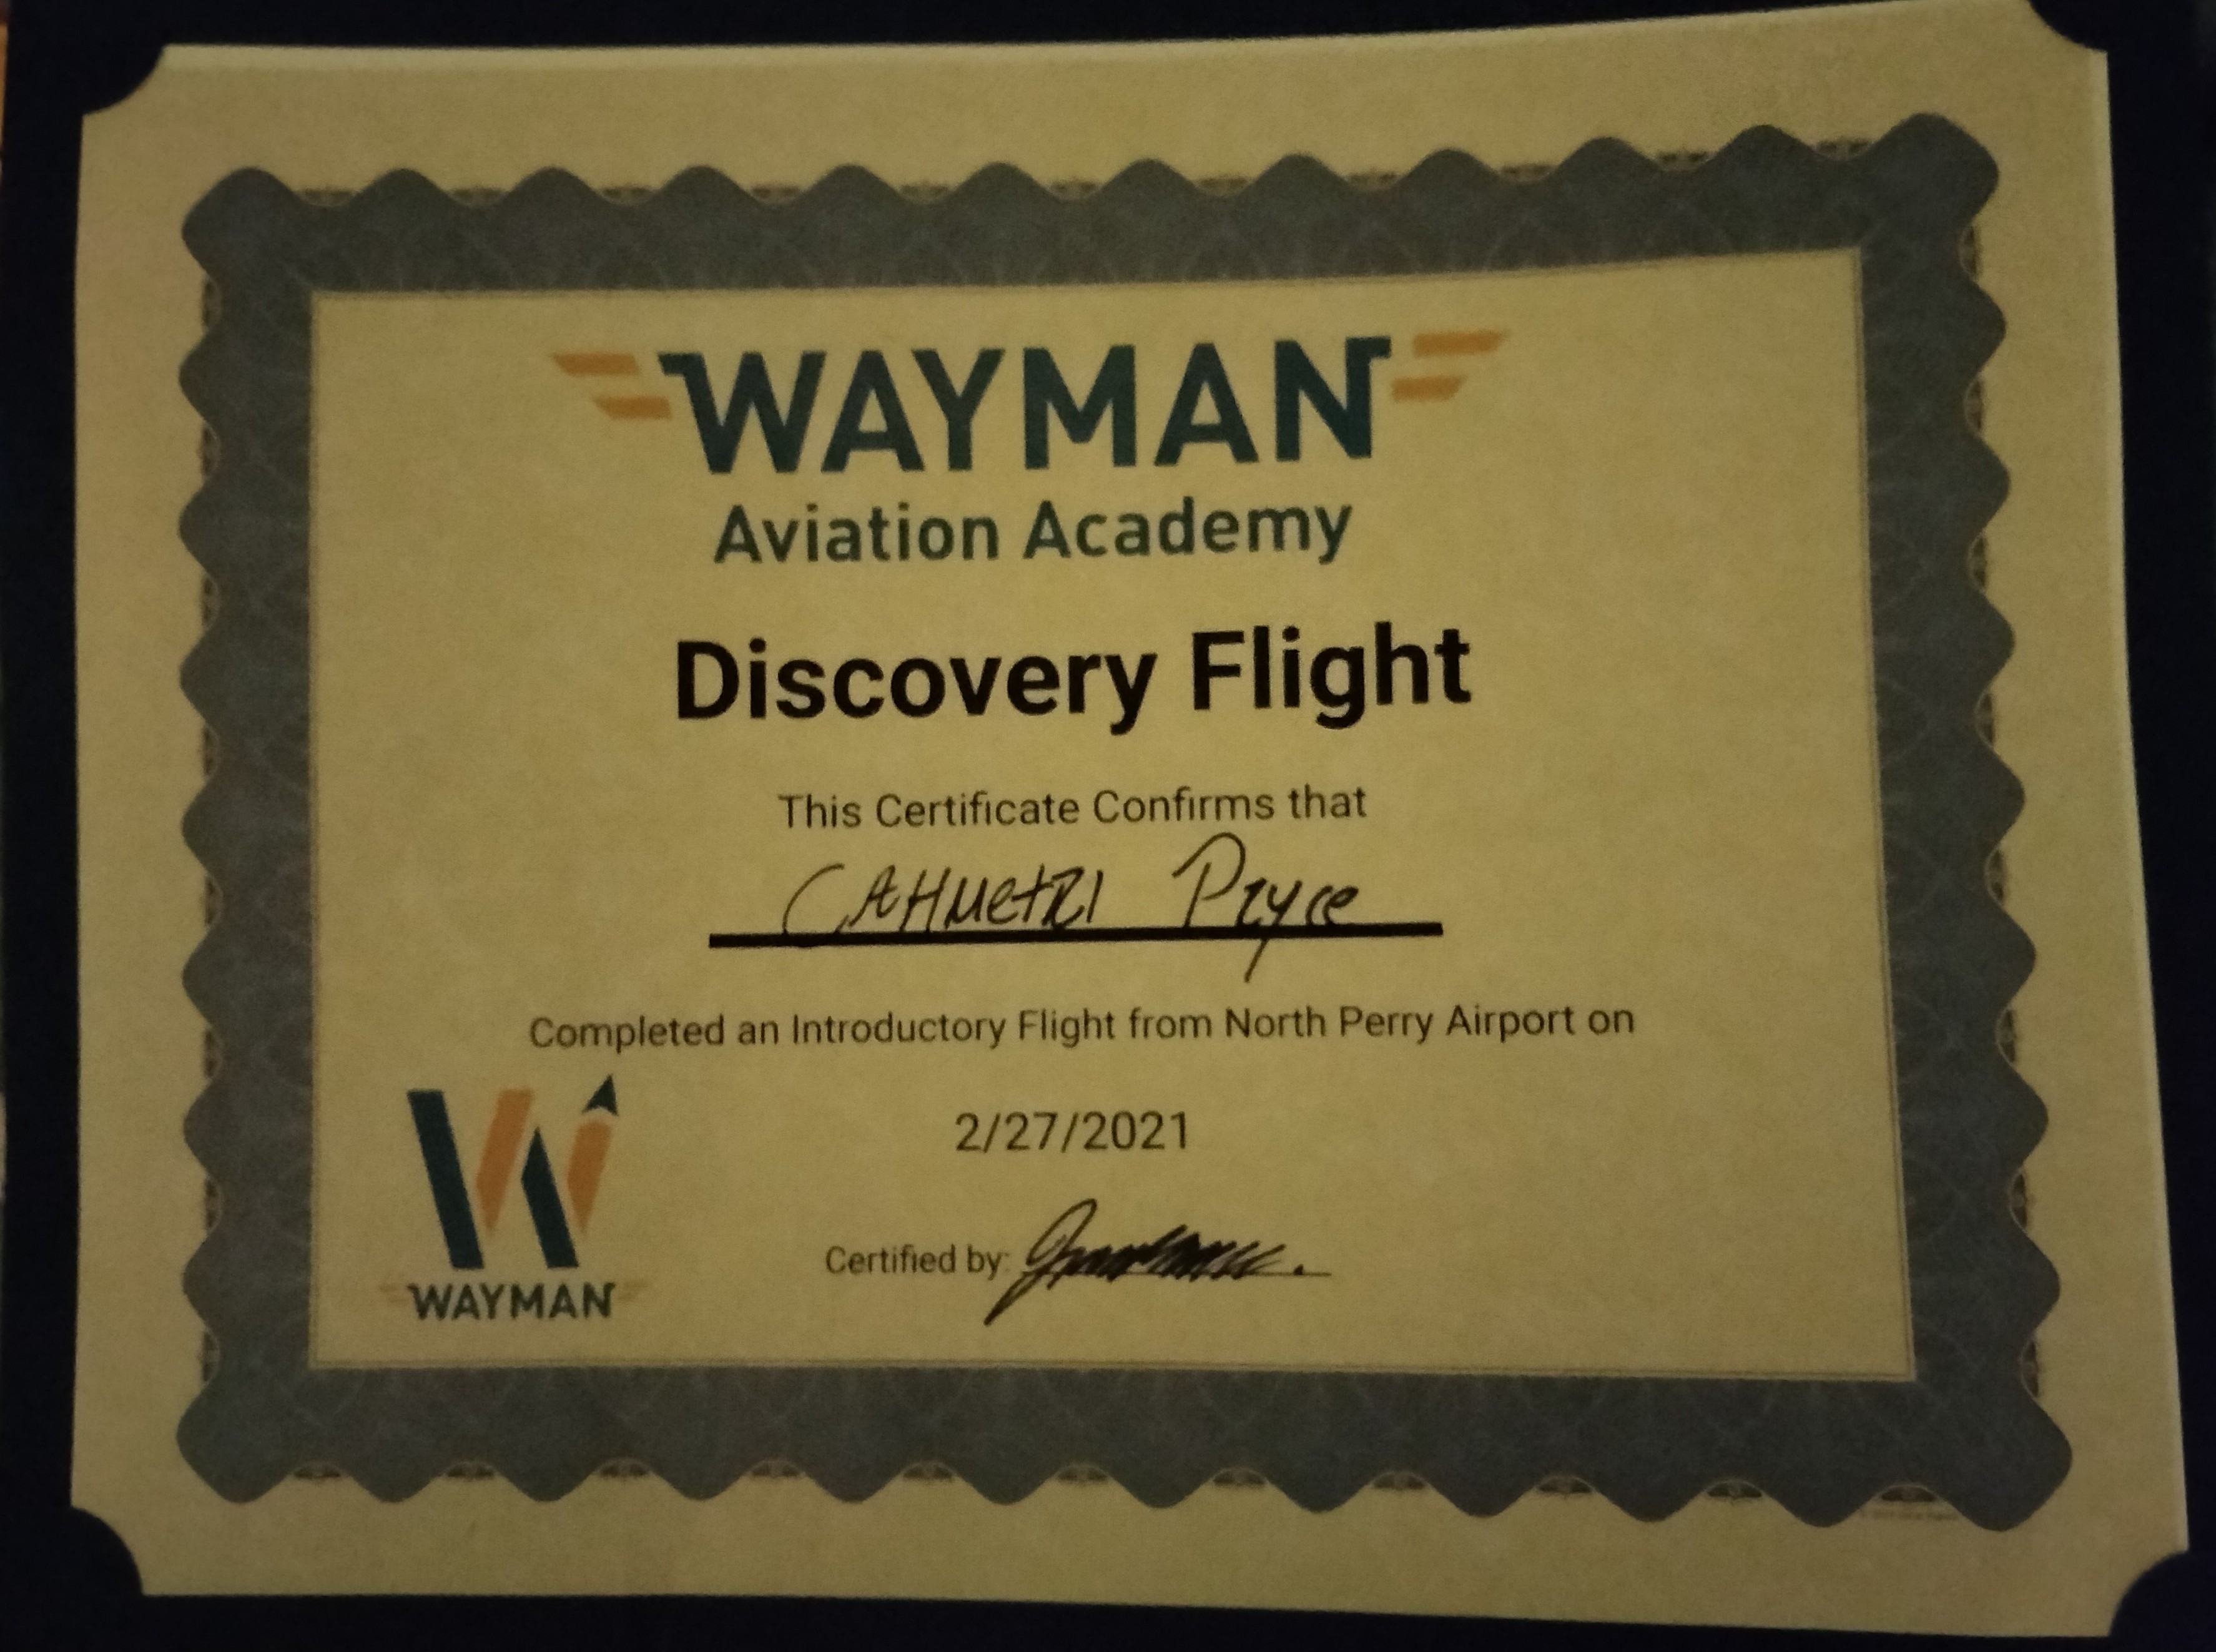 WAYMAN
Aviation Academy
Discovery Flight
This Certificate Confirms that
Pryce
Completed an Introductory Flight from North Perry Airport on
2/27/2021
Certified by:
WAYMAN